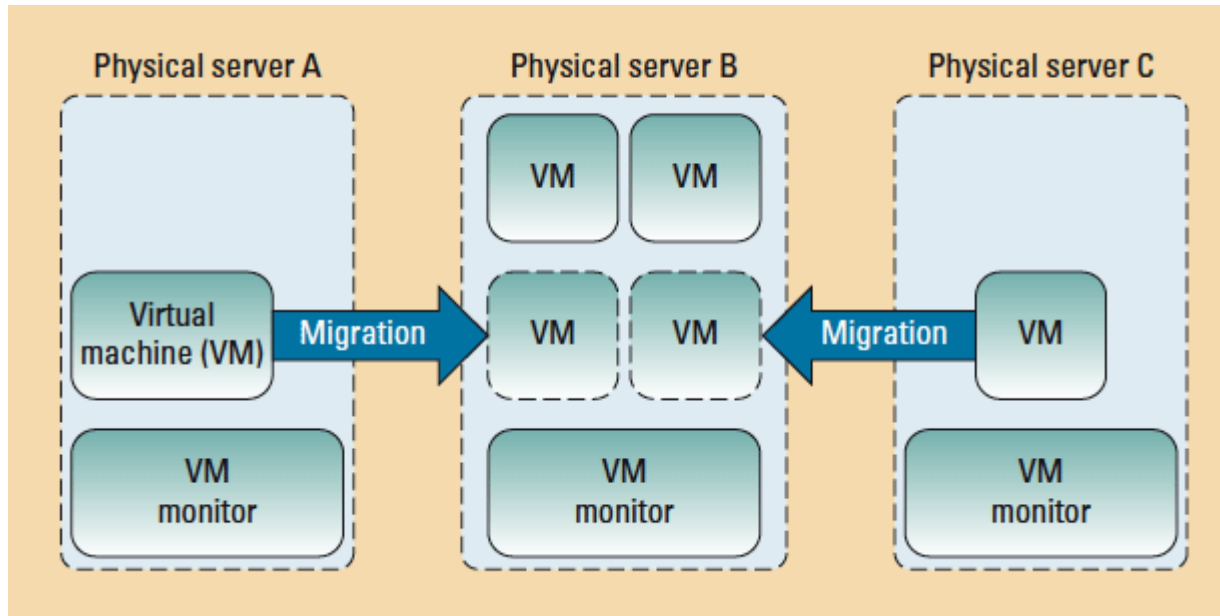 Physical server A
Physical server B
Physical server C
VM
VM
Virtual
machine (VM)
Migration
VM
VM
Migration
VM
VM
monitor
VM
monitor
VM
monitor